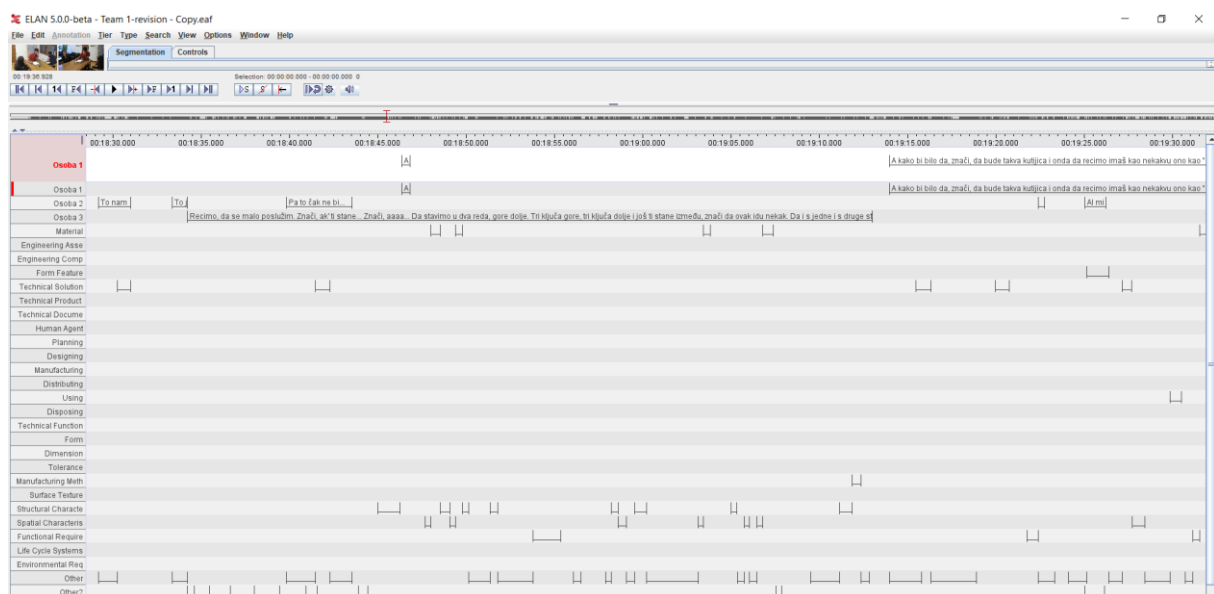 ELAN 5.0.0-beta - Team 1-revision - Copy.eaf
File Edit Annotation Tier Type Search View Options Window Help
Segmentation Controls
00:19:36.928 Selection: 00:00:00.000 - 00:00:00.000 0
00:18:30.000 00:18:35.000 00:18:40.000 00:18:45.000 00:18:50.000 00:18:55.000 00:19:00.000 00:19:05.000 00:19:10.000 00:19:15.000 00:19:20.000 00:19:25.000 00:19:30.000
Osoba 1 A A kako bi bilo da, znači, da bude takva kutijica i onda da recimo imaš kao nekakvu ono kao "
Osoba 1 A A kako bi bilo da, znači, da bude takva kutijica i onda da recimo imaš kao nekakvu ono kao "
Osoba 2 To nam To j Pa to čak ne bi... Al mi
Osoba 3 Recimo, da se malo poslužim. Znači, ak'ti stane... Znači, aaaa... Da stavimo u dva reda, gore dolje. Tri ključa gore, tri ključa dolje i još ti stane između, znači da ovak idu nekak. Da i s jedne i s druge st
Material
Engineering Asse
Engineering Comp
Form Feature
Technical Solution
Technical Product
Technical Docume
Human Agent
Planning
Designing
Manufacturing
Distributing
Using
Disposing
Technical Function
Form
Dimension
Tolerance
Manufacturing Meth
Surface Texture
Structural Characte
Spatial Characteris
Functional Require
Life Cycle Systems
Environmental Req
Other
Other2